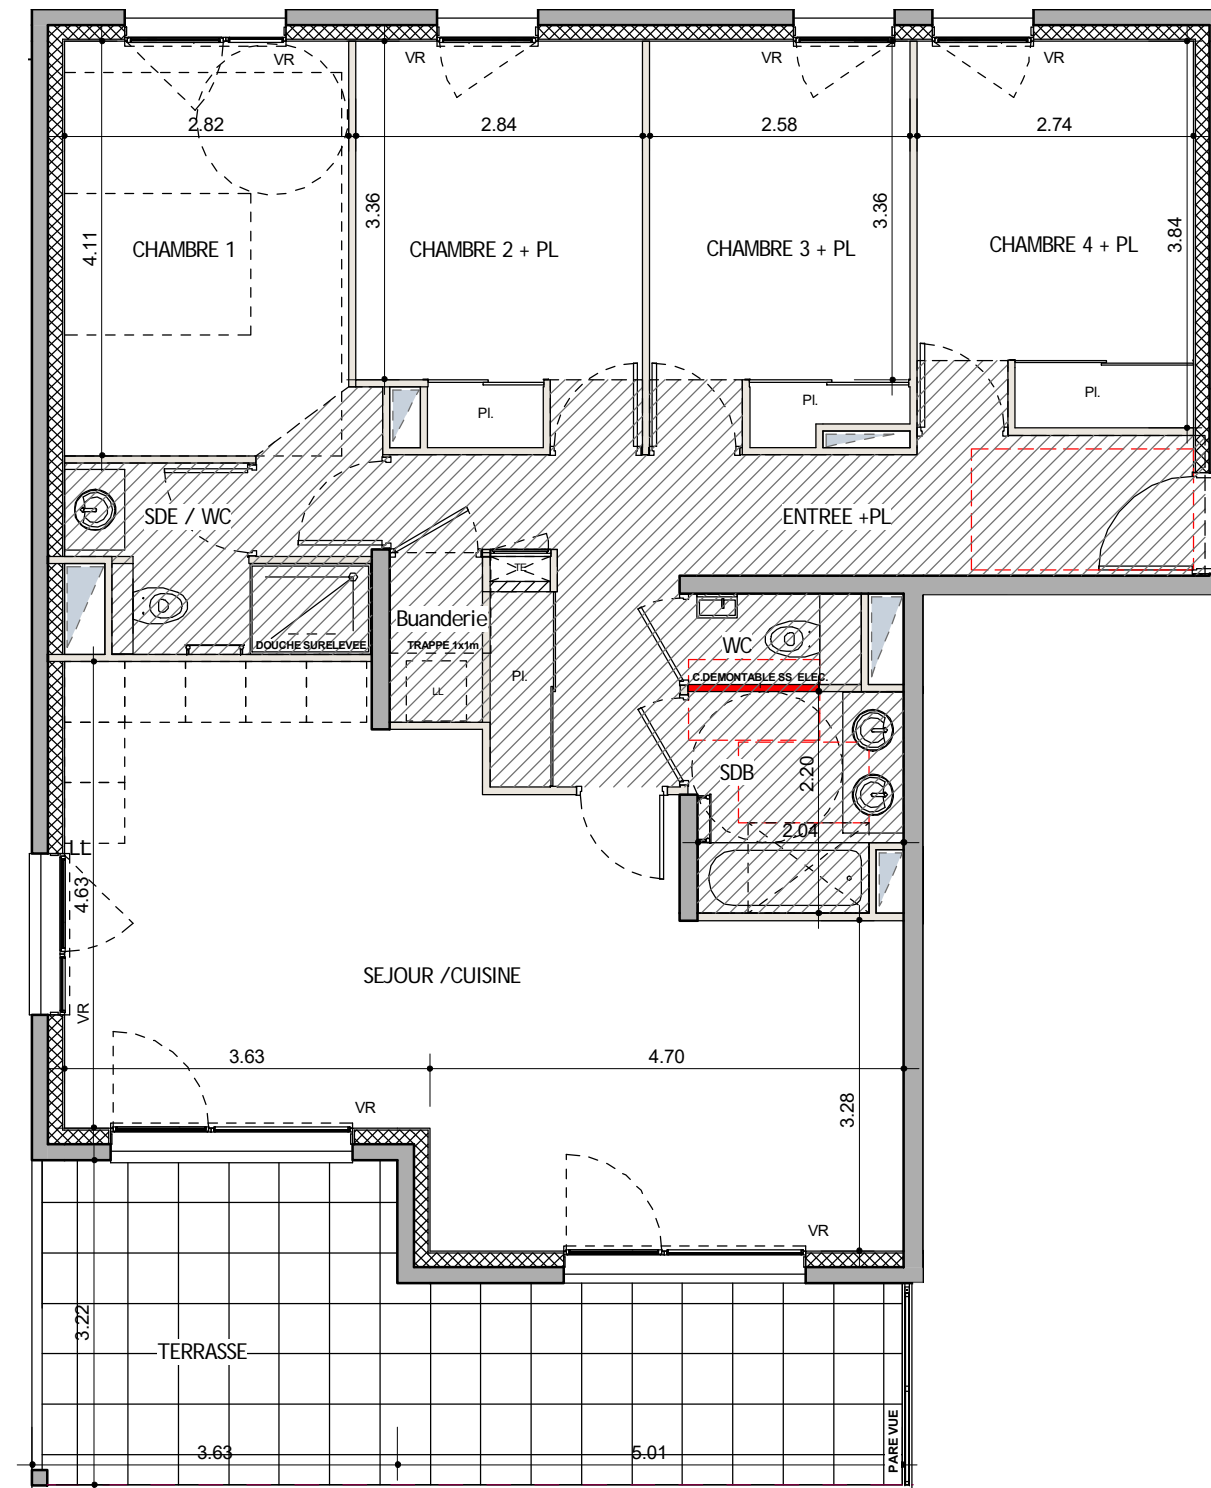 VR
VR
VR
VR
2.82
2.84
2.58
2.74
4.11
3.36
3.36
3.84
CHAMBRE 1
CHAMBRE 2 + PL
CHAMBRE 3 + PL
CHAMBRE 4 + PL
Pl.
Pl.
Pl.
SDE / WC
ENTREE +PL
TE
Buanderie
DOUCHE SURELEVEE
TRAPPE 1x1m
LL
Pl.
WC
C.DEMONTABLE SS ELEC.
SDB
2.20
2.04
LL
4.63
VR
SEJOUR /CUISINE
3.63
4.70
3.28
VR
VR
3.22
TERRASSE
3.63
5.01
PARE VUE